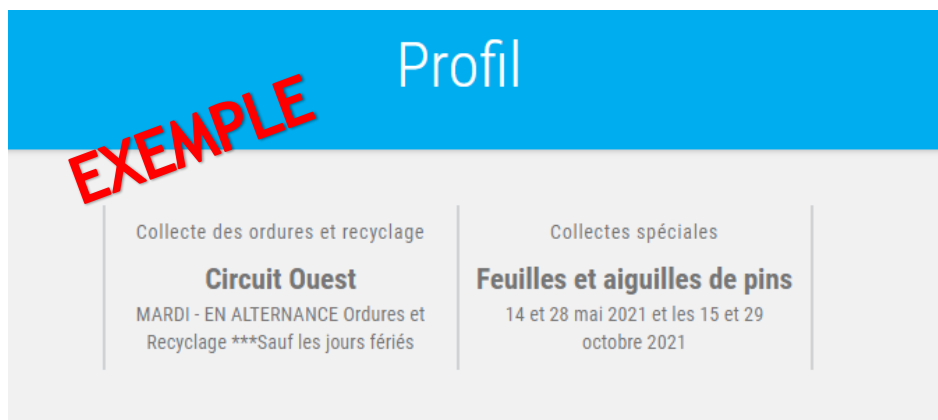 Profil
EXEMPLE
Collecte des ordures et recyclage
Circuit Ouest
MARDI - EN ALTERNANCE Ordures et
Recyclage ***Sauf les jours fériés
Collectes spéciales
Feuilles et aiguilles de pins
14 et 28 mai 2021 et les 15 et 29
octobre 2021